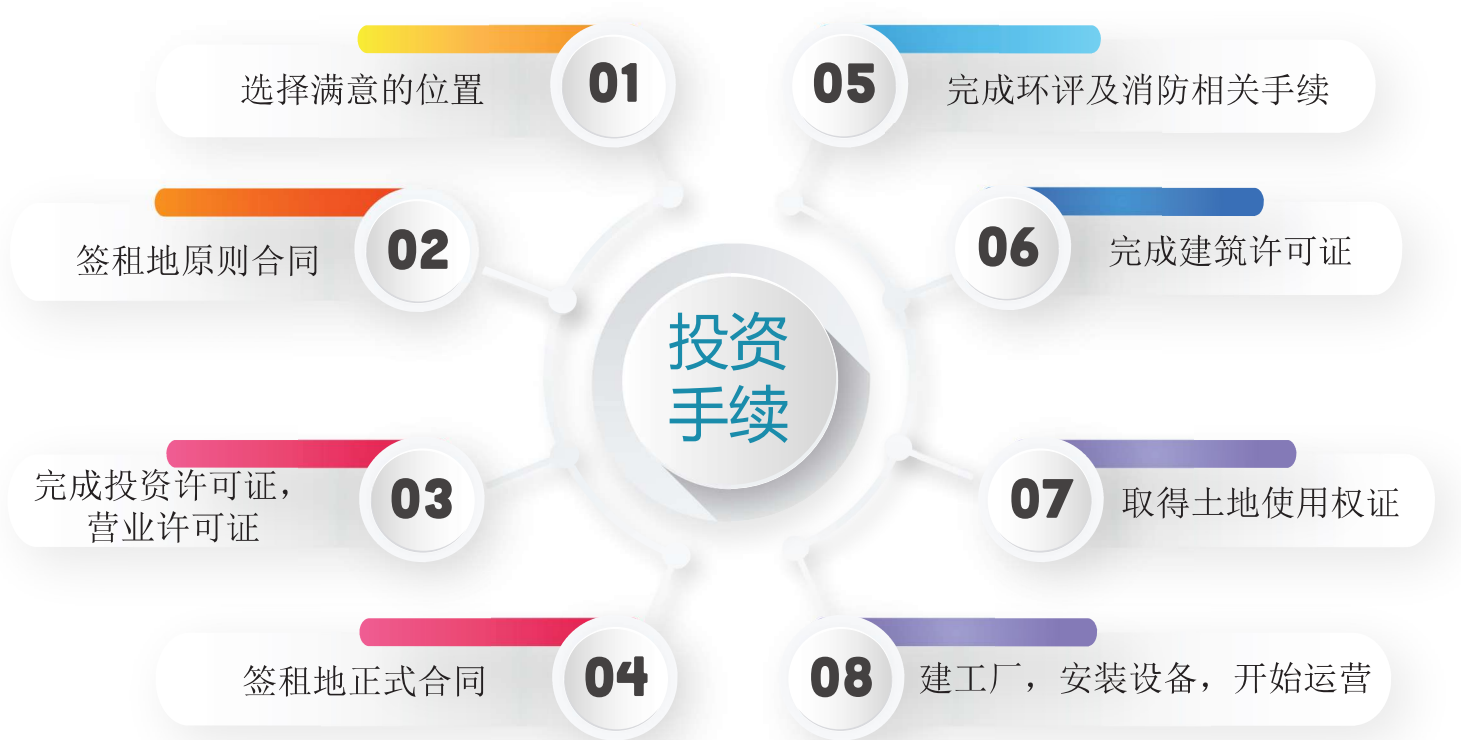 投资
手续
01
选择满意的位置
02
签租地原则合同
03
完成投资许可证，
营业许可证
04
签租地正式合同
05
完成环评及消防相关手续
06
完成建筑许可证
07
取得土地使用权证
08
建工厂，安装设备，开始运营